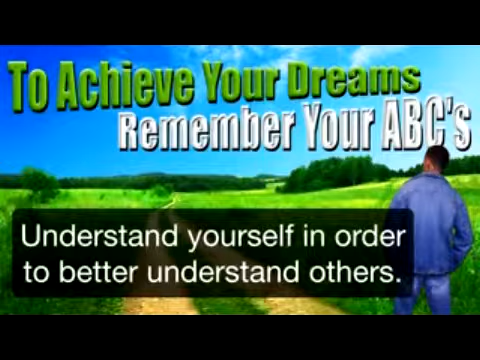 To Achieve Your Dreams
Remember Your ABC's
Understand yourself in order
to better understand others.